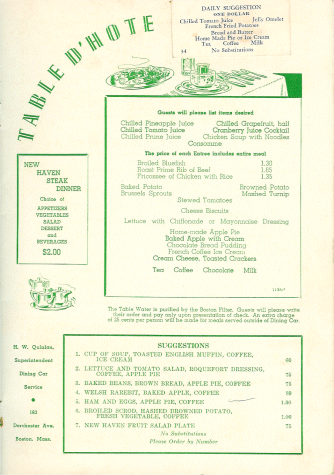 DAILY SUGGESTION
ONE DOLLAR
Chilled Tomato Juice Jelly Omelet
French Fried Potatoes
Bread and Butter
Home Made Pie or Ice Cream
Tea Coffee Milk
No Substitutions
TABLE D'HOTE
Guests will please list items desired
Chilled Pineapple Juice Chilled Grapefruit, half
Chilled Tomato Juice Cranberry Juice Cocktail
Chilled Prune Juice Chicken Soup with Noodles
Consomme
The price of each Entree includes entire meal
Broiled Bluefish 1.30
Roast Prime Rib of Beef 1.65
Fricassee of Chicken with Rice 1.35
Baked Potato Browned Potato
Brussels Sprouts Mashed Turnip
Stewed Tomatoes
Cheese Biscuits
Lettuce with Chiffonade or Mayonnaise Dressing
Home-made Apple Pie
Baked Apple with Cream
Chocolate Bread Pudding
French Coffee Ice Cream
Cream Cheese, Toasted Crackers
Tea Coffee Chocolate Milk
NEW
HAVEN
STEAK
DINNER
Choice of
APPETIZERS
VEGETABLES
SALAD
DESSERT
and
BEVERAGES
$2.00
The Table Water is purified by the Boston Filter. Guests will please write
their order and pay only upon presentation of check. An extra charge
of 25 cents per person will be made for meals served outside of Dining Car.
H. W. Quinlan,
Superintendent
Dining Car
Service
Dorchester Ave.
Boston, Mass.
SUGGESTIONS
1. CUP OF SOUP, TOASTED ENGLISH MUFFIN, COFFEE,
ICE CREAM
2. LETTUCE AND TOMATO SALAD, ROQUEFORT DRESSING,
COFFEE, APPLE PIE 75
3. BAKED BEANS, BROWN BREAD, APPLE PIE, COFFEE 75
4. WELSH RAREBIT, BAKED APPLE, COFFEE
5. HAM AND EGGS, APPLE PIE, COFFEE 1.00
6. BROILED SCROD, HASHED BROWNED POTATO,
FRESH VEGETABLE, COFFEE 1.00
7. NEW HAVEN FRUIT SALAD PLATE 75
No Substitutions
Please Order by Number